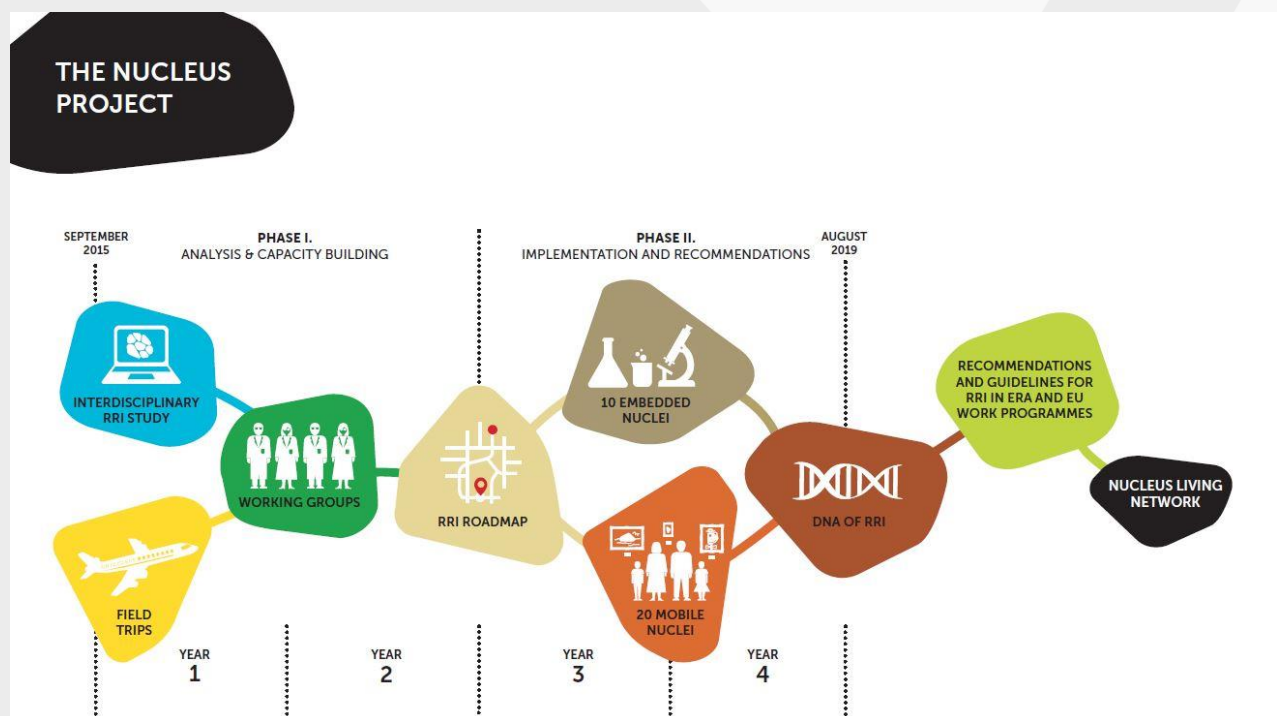 THE NUCLEUS
PROJECT
SEPTEMBER
2015
PHASE I.
ANALYSIS & CAPACITY BUILDING
PHASE II.
IMPLEMENTATION AND RECOMMENDATIONS
AUGUST
2019
INTERDISCIPLINARY
RRI STUDY
FIELD
TRIPS
WORKING GROUPS
RRI ROADMAP
10 EMBEDDED
NUCLEI
20 MOBILE
NUCLEI
DNA OF RRI
RECOMMENDATIONS
AND GUIDELINES FOR
RRI IN ERA AND EU
WORK PROGRAMMES
NUCLEUS LIVING
NETWORK
YEAR
1
YEAR
2
YEAR
3
YEAR
4